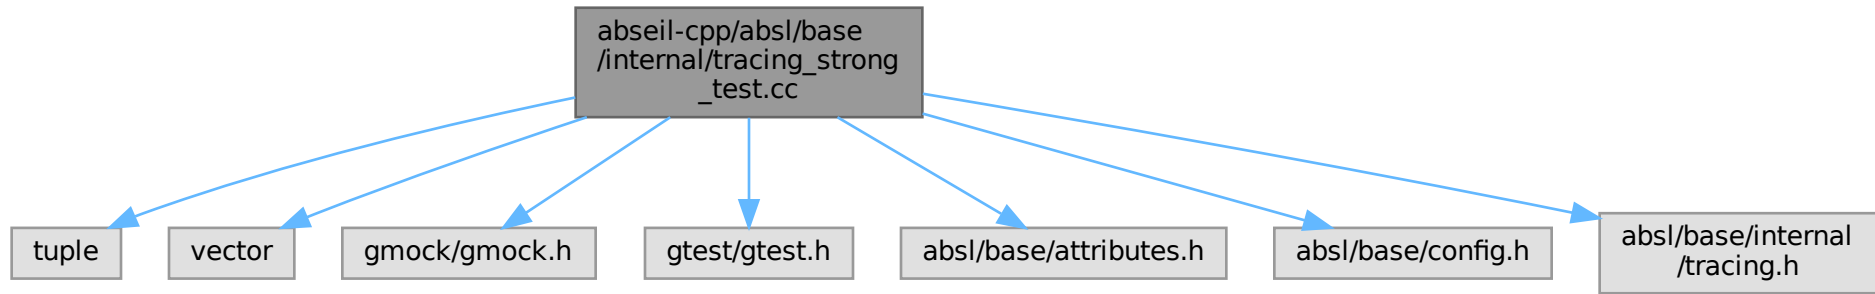 abseil-cpp/absl/base
/internal/tracing_strong
_test.cc
tuple
vector
gmock/gmock.h
gtest/gtest.h
absl/base/attributes.h
absl/base/config.h
absl/base/internal
/tracing.h